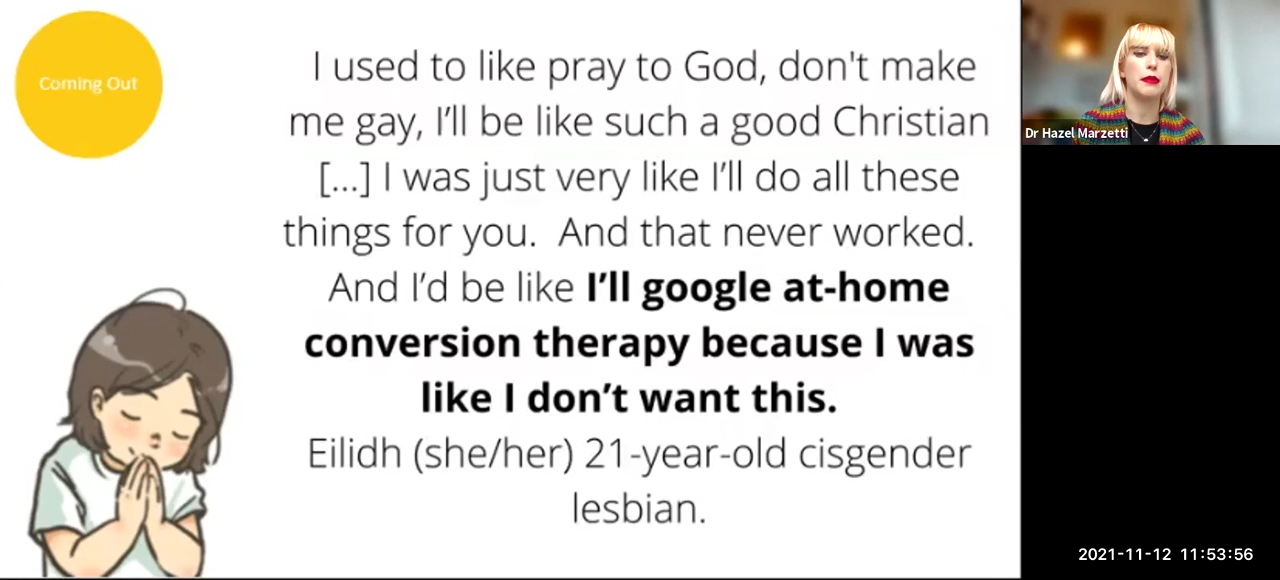 Coming Out
I used to like pray to God, don't make
me gay, I’ll be like such a good Christian
[...] I was just very like I’ll do all these
things for you.  And that never worked.
And I’d be like I’ll google at-home
conversion therapy because I was
like I don’t want this.
Eilidh (she/her) 21-year-old cisgender
lesbian.
Dr Hazel Marzetti
2021-11-12 11:53:56